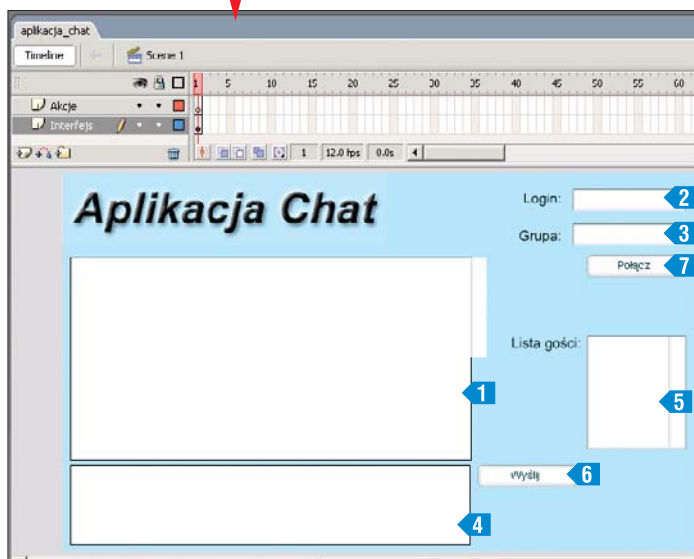 aplikacja_chat
Timeline Scene 1
1 5 10 15 20 25 30 35 40 45 50 55 60
Akcje
Interfejs
1 12.0 fps 0.0s
Aplikacja Chat
Login: 2
Grupa: 3
Połącz 7
Lista gości:
1
5
Wyślij 6
4